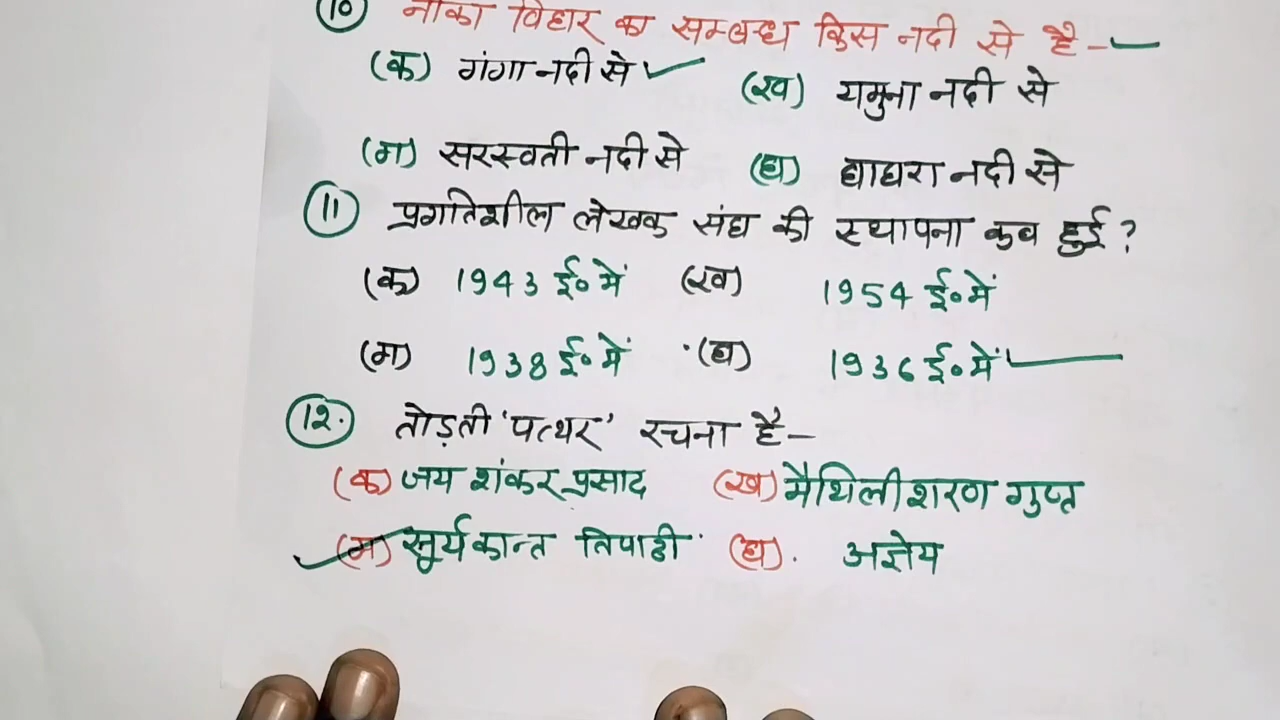 10 नौका विहार का सम्बन्ध किस नदी से है -
(क) गंगा नदी से (ख) यमुना नदी से
(ग) सरस्वती नदी से (घ) घाघरा नदी से
11 प्रगतिशील लेखक संघ की स्थापना कब हुई ?
(क) 1943 ई० में (ख) 1954 ई० में
(ग) 1938 ई० में (घ) 1936 ई० में
12. तोड़ती 'पत्थर' रचना है -
(क) जय शंकर प्रसाद (ख) मैथिलीशरण गुप्त
(ग) सूर्यकान्त तिपाठी (घ). अज्ञेय